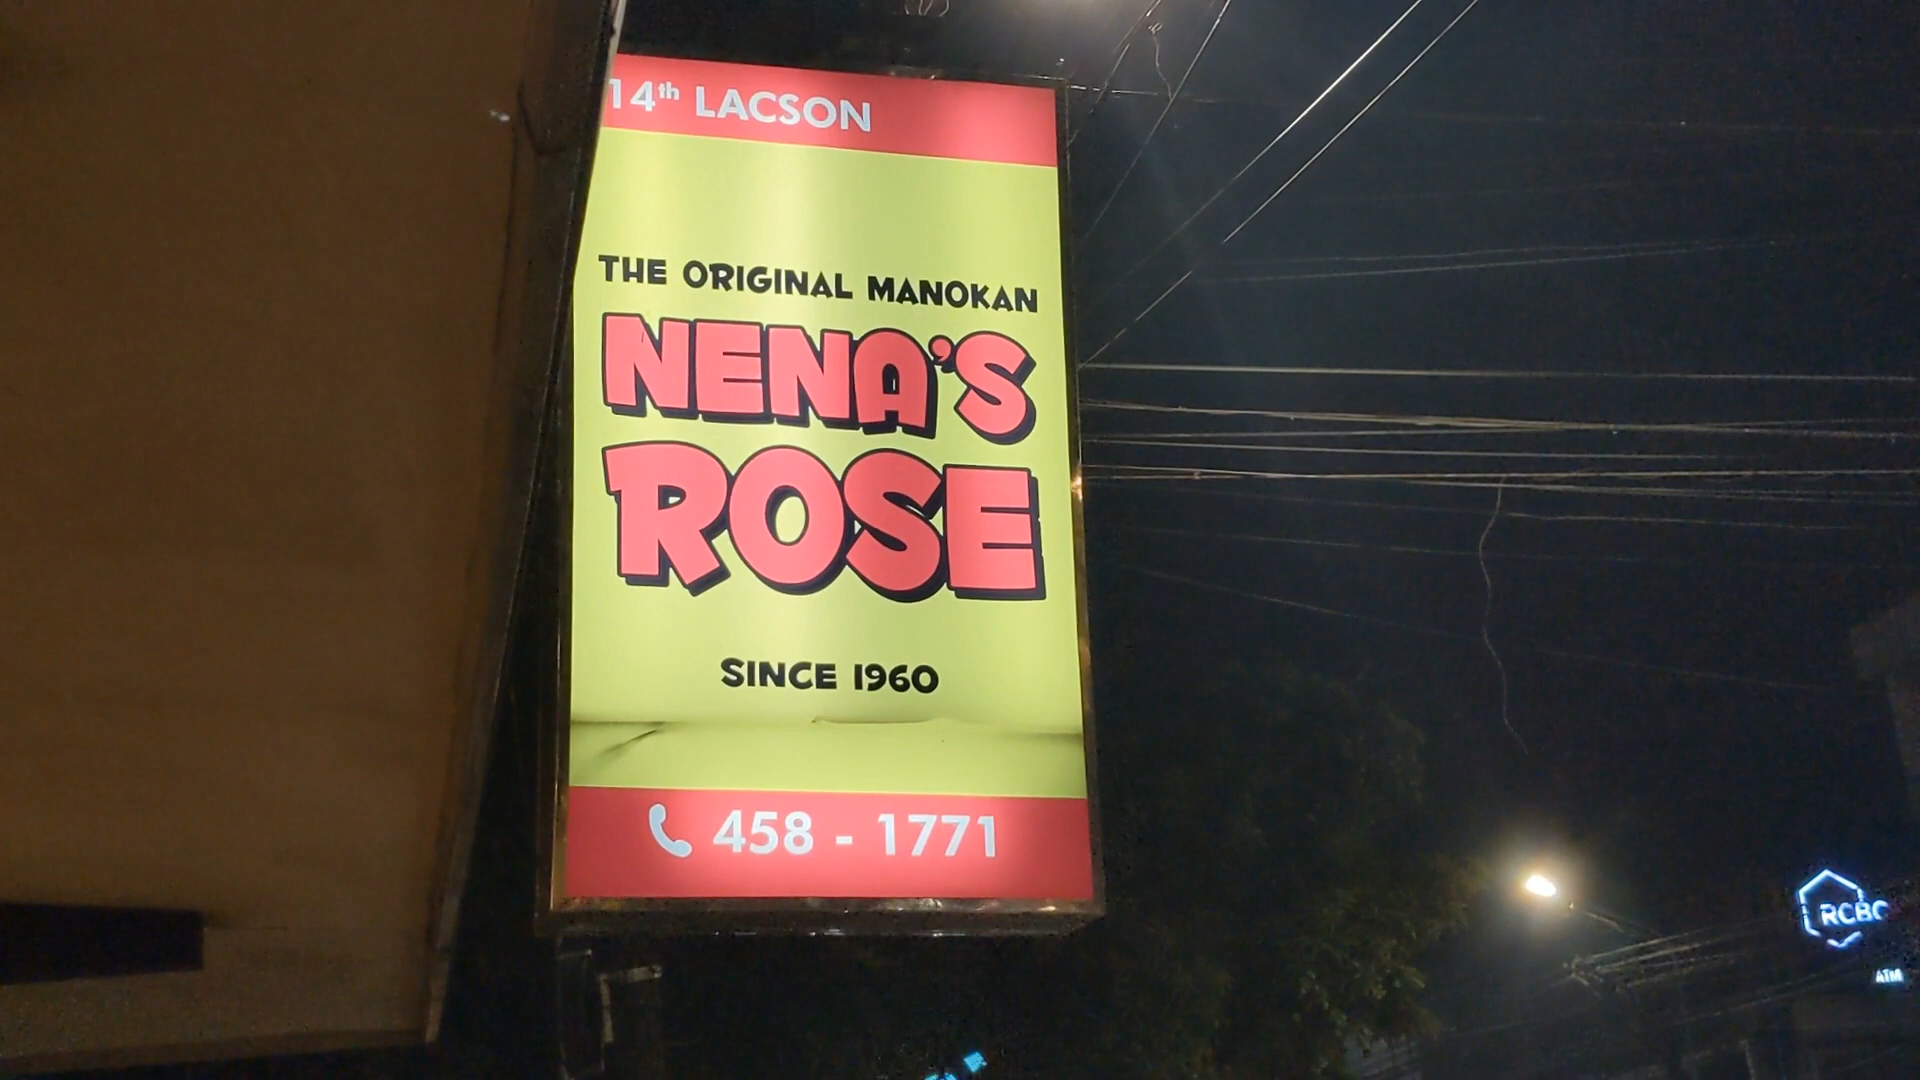 14th LACSON
THE ORIGINAL MANOKAN
NENA'S
ROSE
SINCE 1960
458 - 1771
RCBC
ATM